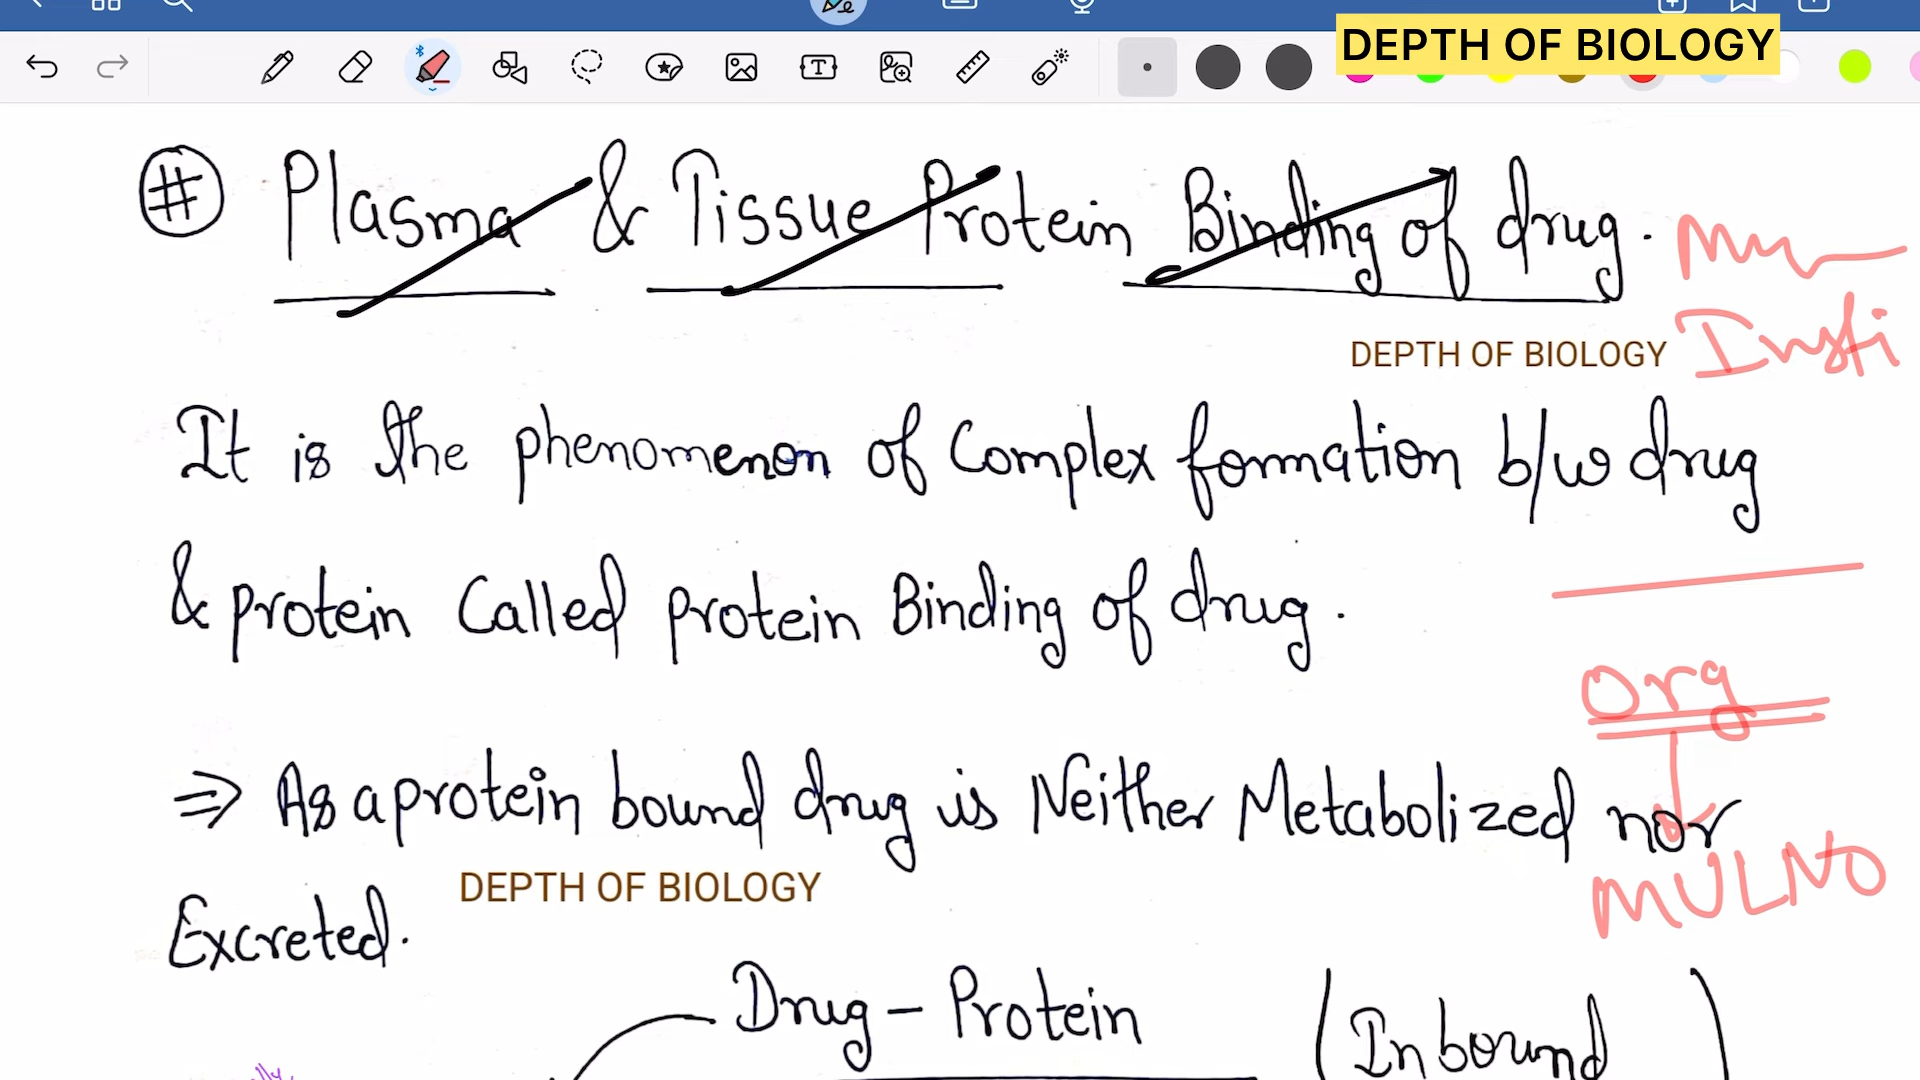 DEPTH OF BIOLOGY
# Plasma & Tissue Protein Binding of drug.
Insti
DEPTH OF BIOLOGY
It is the phenomenon of Complex formation b/w drug
& protein Called protein Binding of drug.
Org
⇒ As a protein bound drug is Neither Metabolized nor
MULNO
Excreted.
DEPTH OF BIOLOGY
Drug - Protein (Inbound)